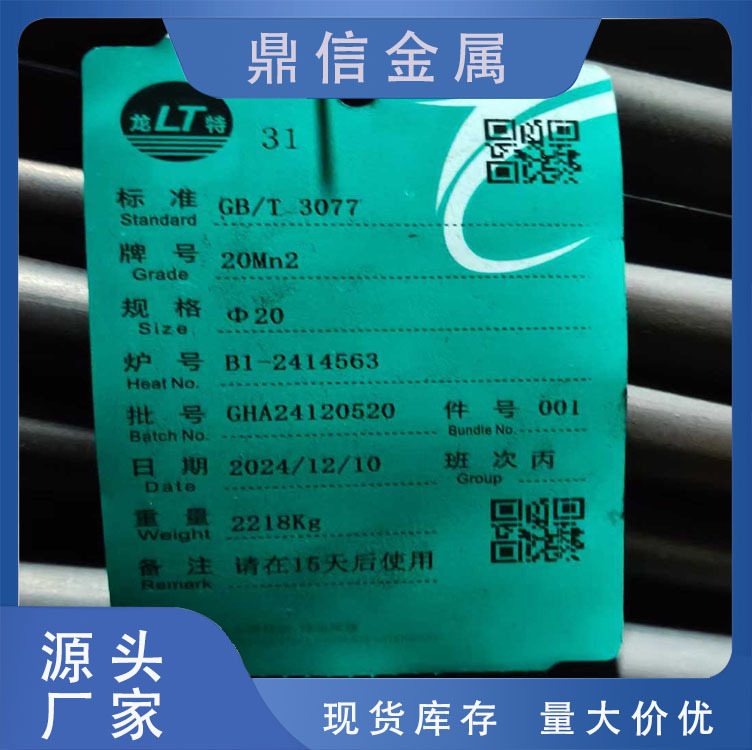 鼎信金属
龙LT特
31
标准 GB/T 3077
Standard
牌号 20Mn2
Grade
规格 Φ20
Size
炉号 B1-2414563
Heat No.
批号 GHA24120520 件号 001
Batch No. Bundle No.
日期 2024/12/10 班次 丙
Date Group
重量 2218Kg
Weight
备注 请在15天后使用
Remark
源头
厂家
现货库存 量大价优